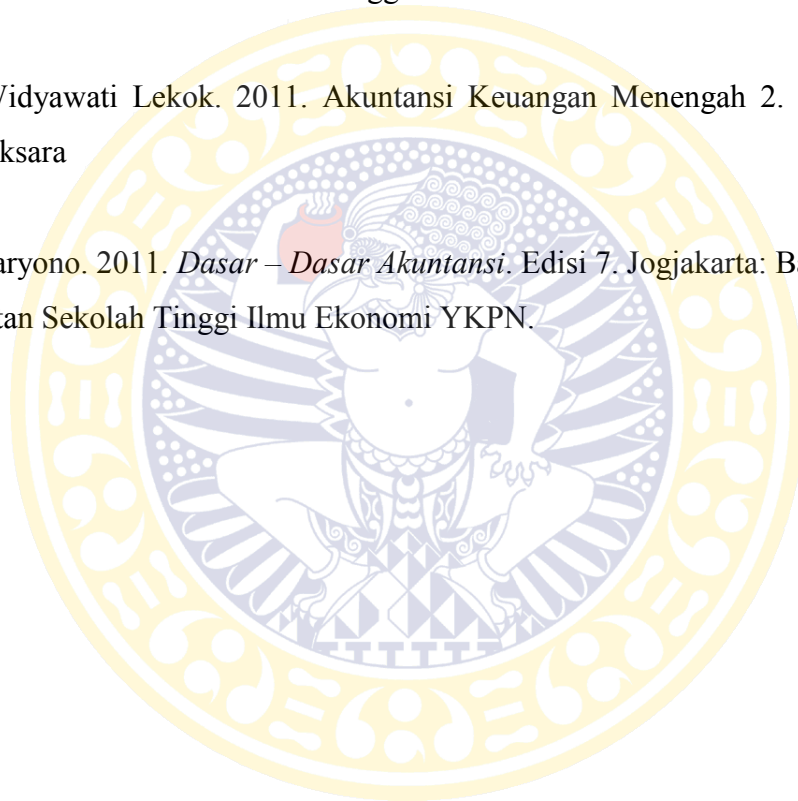 Widyawati Lekok. 2011. Akuntansi Keuangan Menengah 2.
ksara
aryono. 2011. Dasar – Dasar Akuntansi. Edisi 7. Jogjakarta: Ba
tan Sekolah Tinggi Ilmu Ekonomi YKPN.